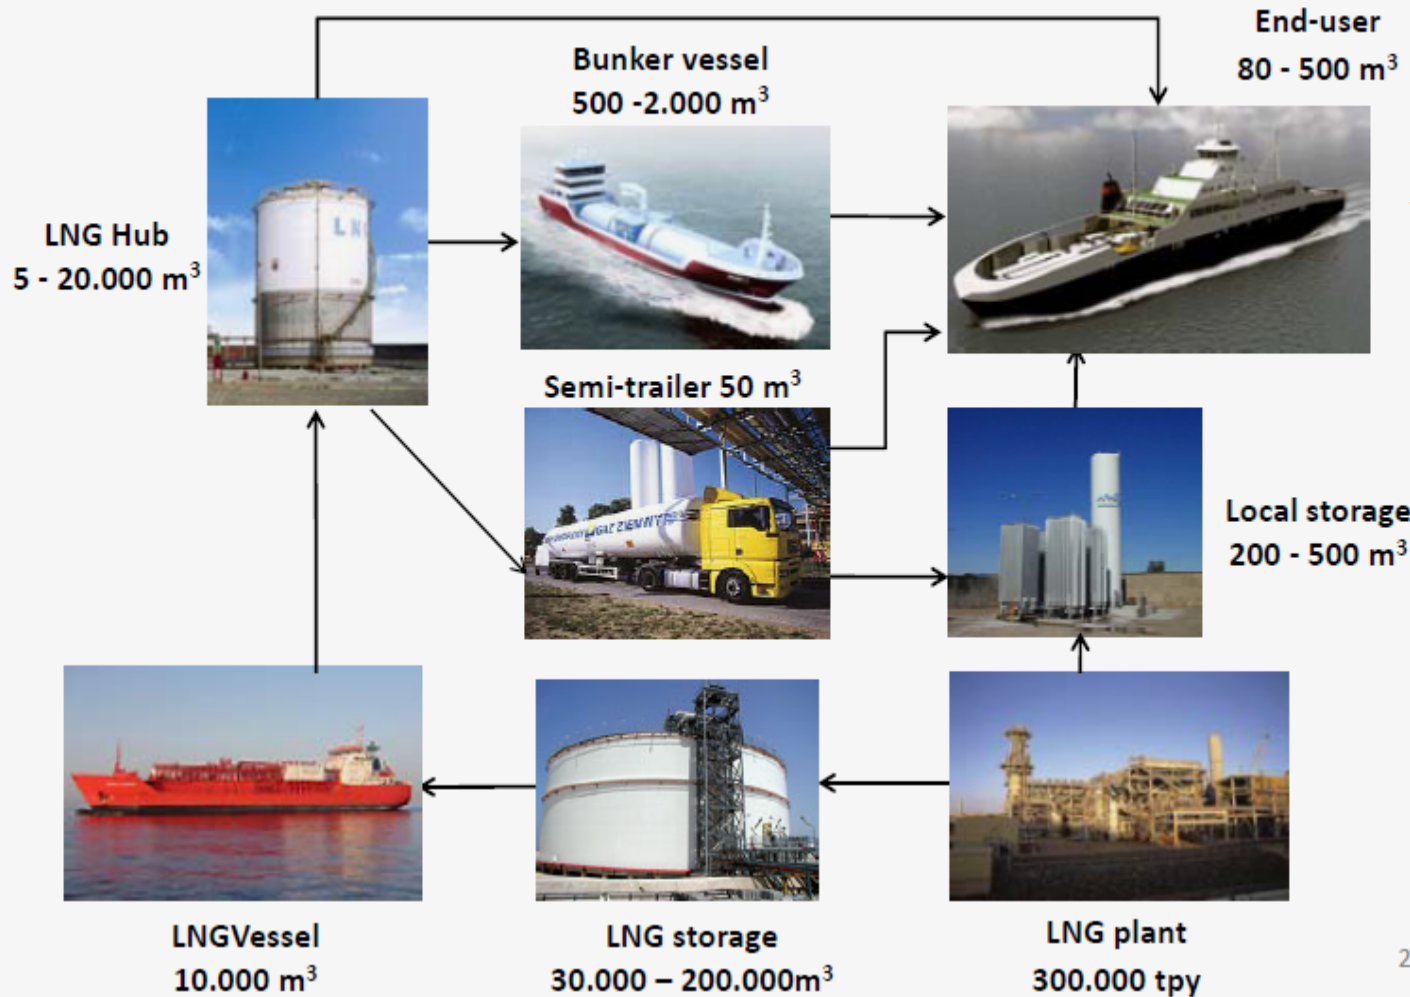 End-user
80 - 500 m³
Bunker vessel
500 -2.000 m³
LNG Hub
5 - 20.000 m³
Semi-trailer 50 m³
Local storage
200 - 500 m³
LNGVessel
10.000 m³
LNG storage
30.000 – 200.000m³
LNG plant
300.000 tpy
2